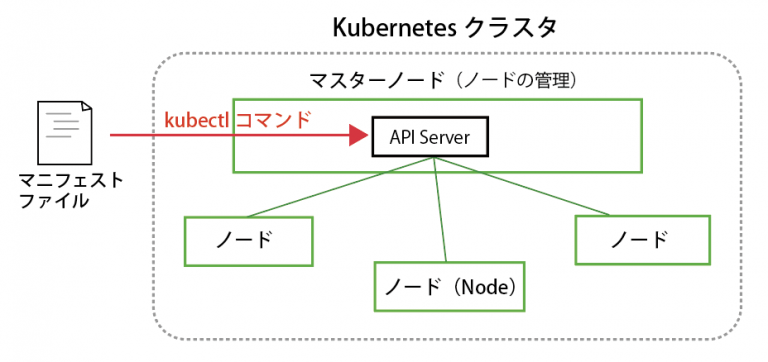 Kubernetes クラスタ
マスターノード（ノードの管理）
kubectl コマンド
API Server
マニフェスト
ファイル
ノード
ノード
ノード（Node）